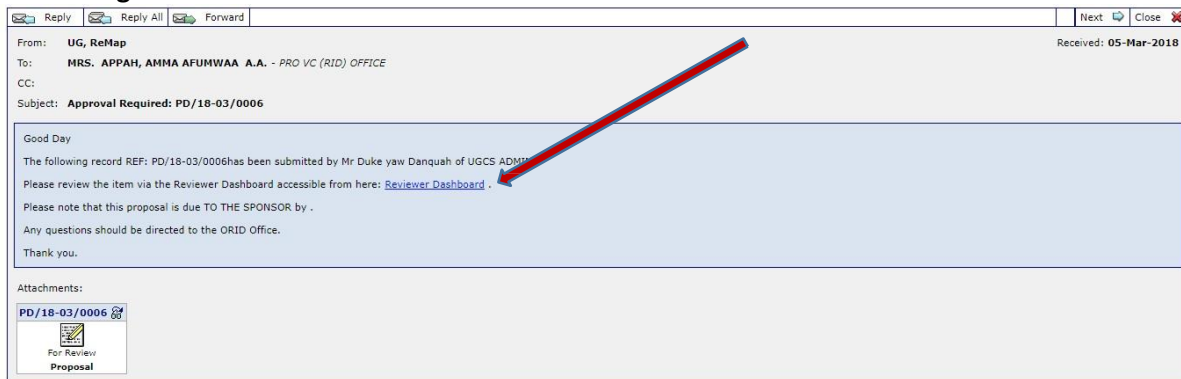 Reply Reply All Forward Next Close
From: UG, ReMap Received: 05-Mar-2018
To: MRS. APPAH, AMMA AFUMWAA A.A. - PRO VC (RID) OFFICE
CC:
Subject: Approval Required: PD/18-03/0006
Good Day
The following record REF: PD/18-03/0006has been submitted by Mr Duke yaw Danquah of UGCS ADMIN
Please review the item via the Reviewer Dashboard accessible from here: Reviewer Dashboard .
Please note that this proposal is due TO THE SPONSOR by .
Any questions should be directed to the ORID Office.
Thank you.
Attachments:
PD/18-03/0006
For Review
Proposal